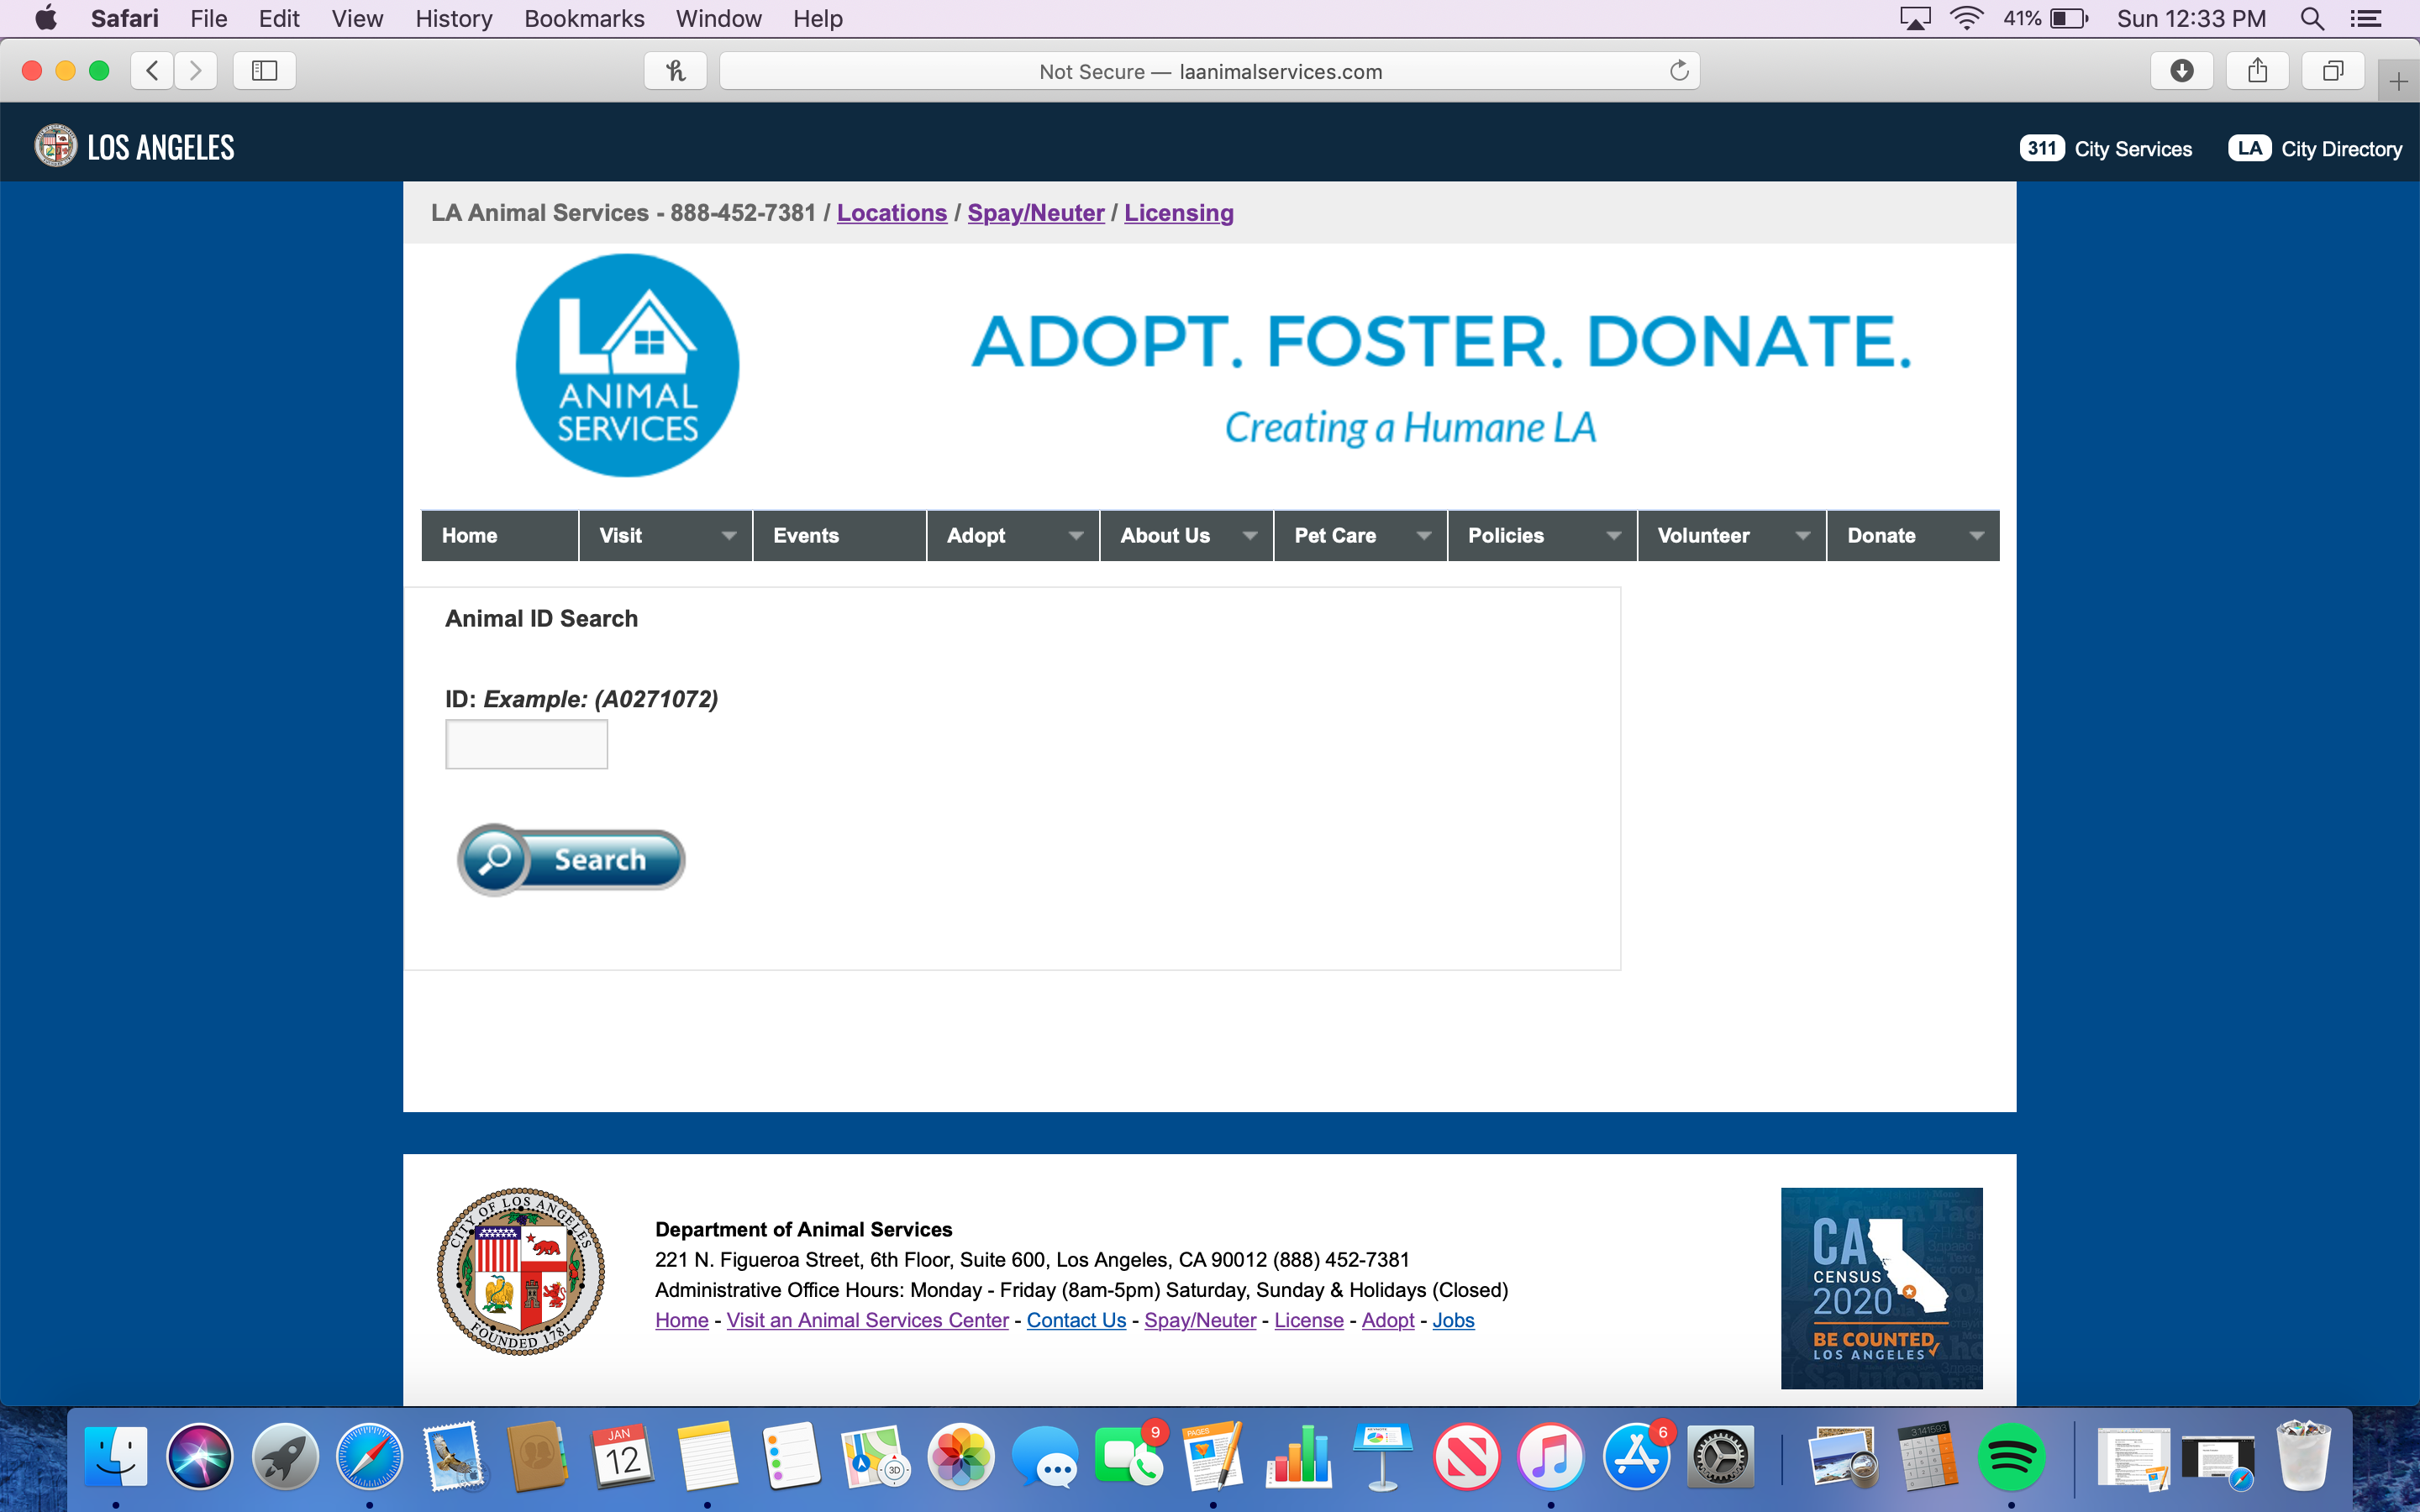 Safari File Edit View History Bookmarks Window Help 41% Sun 12:33 PM
Not Secure — laanimalservices.com
LOS ANGELES 311 City Services LA City Directory
LA Animal Services - 888-452-7381 / Locations / Spay/Neuter / Licensing
LA
ANIMAL
SERVICES
ADOPT. FOSTER. DONATE.
Creating a Humane LA
Home Visit Events Adopt About Us Pet Care Policies Volunteer Donate
Animal ID Search
ID: Example: (A0271072)
Search
CITY OF LOS ANGELES
FOUNDED 1781
Department of Animal Services
221 N. Figueroa Street, 6th Floor, Suite 600, Los Angeles, CA 90012 (888) 452-7381
Administrative Office Hours: Monday - Friday (8am-5pm) Saturday, Sunday & Holidays (Closed)
Home - Visit an Animal Services Center - Contact Us - Spay/Neuter - License - Adopt - Jobs
CA
CENSUS
2020
BE COUNTED
LOS ANGELES
JAN
12
3D
9
PAGES
6
3.141593